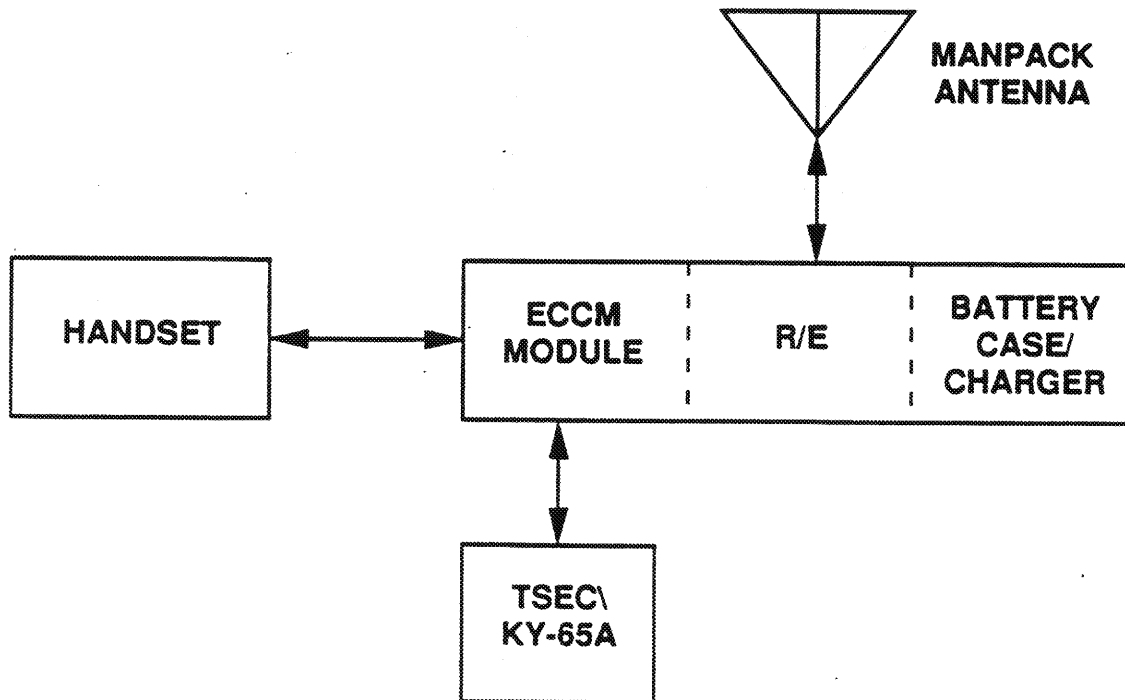 MANPACK
ANTENNA
HANDSET
ECCM
MODULE
R/E
BATTERY
CASE/
CHARGER
TSEC\
KY-65A